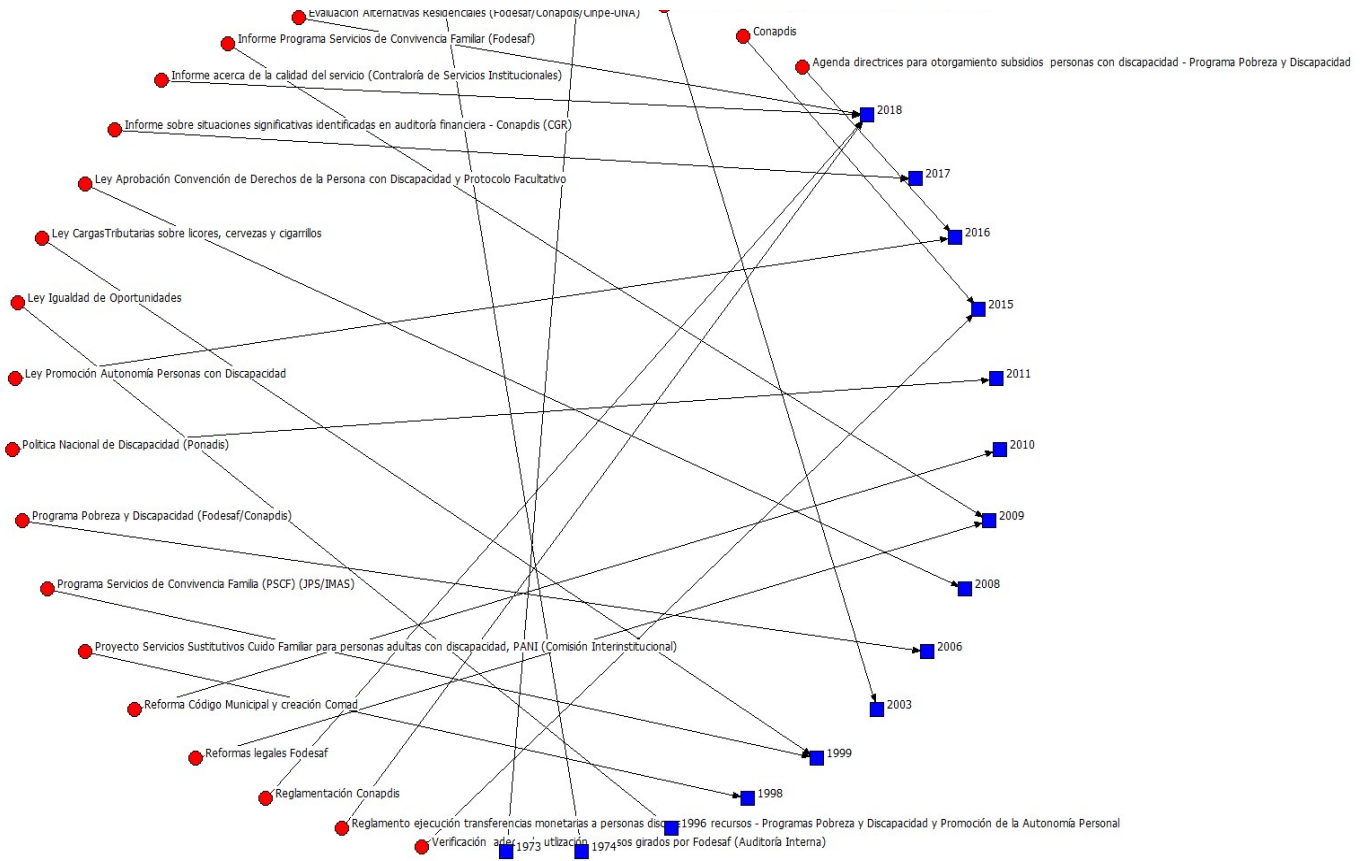 Evaluación Alternativas Residenciales (Fodesaf/Conapdis/Cinpe-UNA)
Conapdis
Informe Programa Servicios de Convivencia Familiar (Fodesaf)
Agenda directrices para otorgamiento subsidios personas con discapacidad - Programa Pobreza y Discapacidad
Informe acerca de la calidad del servicio (Contraloría de Servicios Institucionales)
2018
Informe sobre situaciones significativas identificadas en auditoría financiera - Conapdis (CGR)
2017
Ley Aprobación Convención de Derechos de la Persona con Discapacidad y Protocolo Facultativo
Ley CargasTributarias sobre licores, cervezas y cigarrillos
2016
Ley Igualdad de Oportunidades
2015
Ley Promoción Autonomía Personas con Discapacidad
2011
Política Nacional de Discapacidad (Ponadis)
2010
Programa Pobreza y Discapacidad (Fodesaf/Conapdis)
2009
Programa Servicios de Convivencia Familia (PSCF) (JPS/IMAS)
2008
Proyecto Servicios Sustitutivos Cuido Familiar para personas adultas con discapacidad, PANI (Comisión Interinstitucional)
2006
Reforma Código Municipal y creación Comad
2003
Reformas legales Fodesaf
1999
Reglamentación Conapdis
1998
Reglamento ejecución transferencias monetarias a personas 1996 recursos - Programas Pobreza y Discapacidad y Promoción de la Autonomía Personal
Verificación utlización girados por Fodesaf (Auditoría Interna)
1973
1974